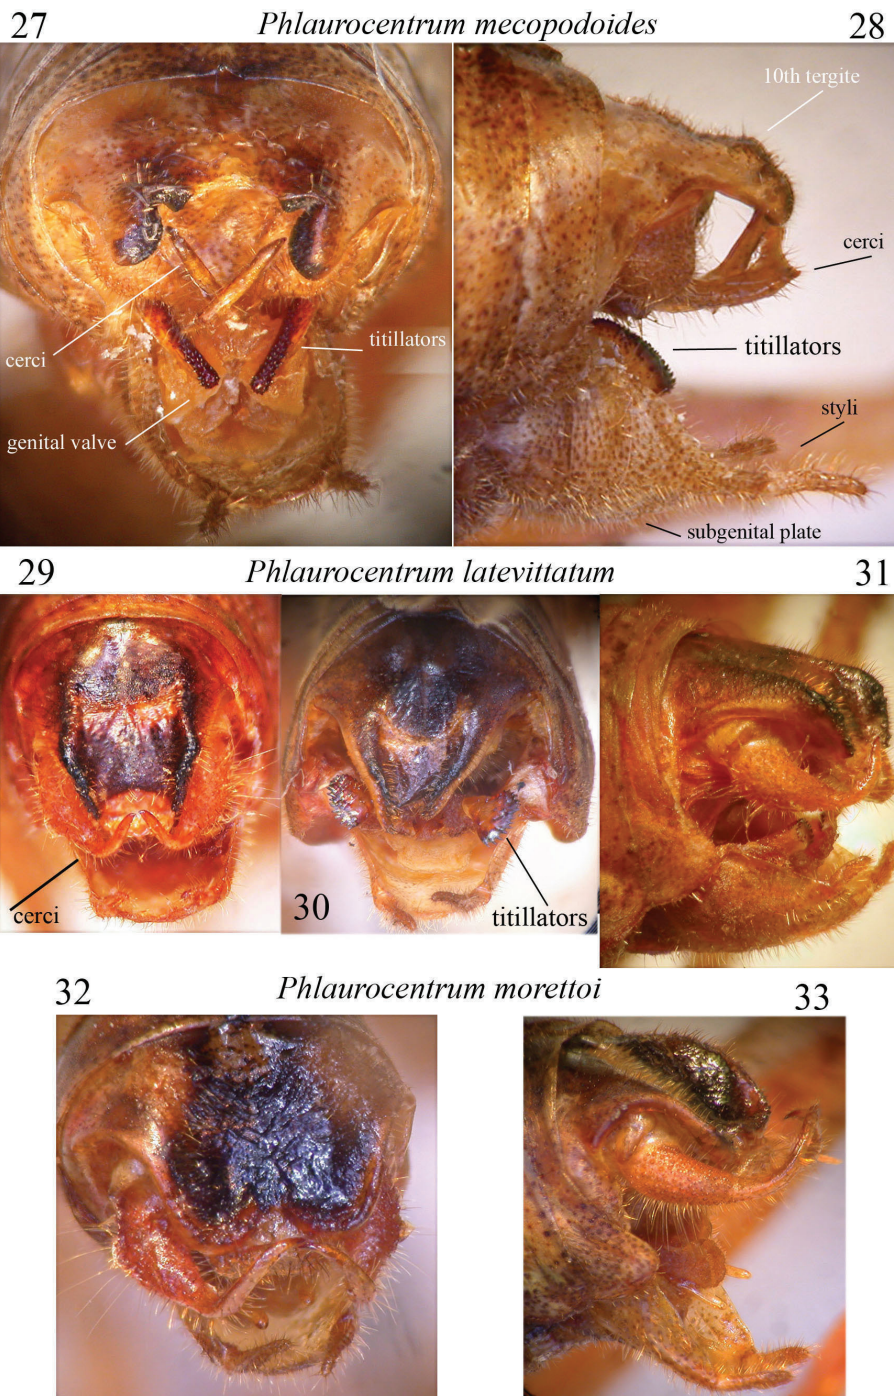 27 Phlaurocentrum mecopodoides 28
10th tergite
cerci
titillators
cerci
titillators
genital valve
styli
subgenital plate
29 Phlaurocentrum latevittatum 31
cerci
30
titillators
32 Phlaurocentrum morettoi 33